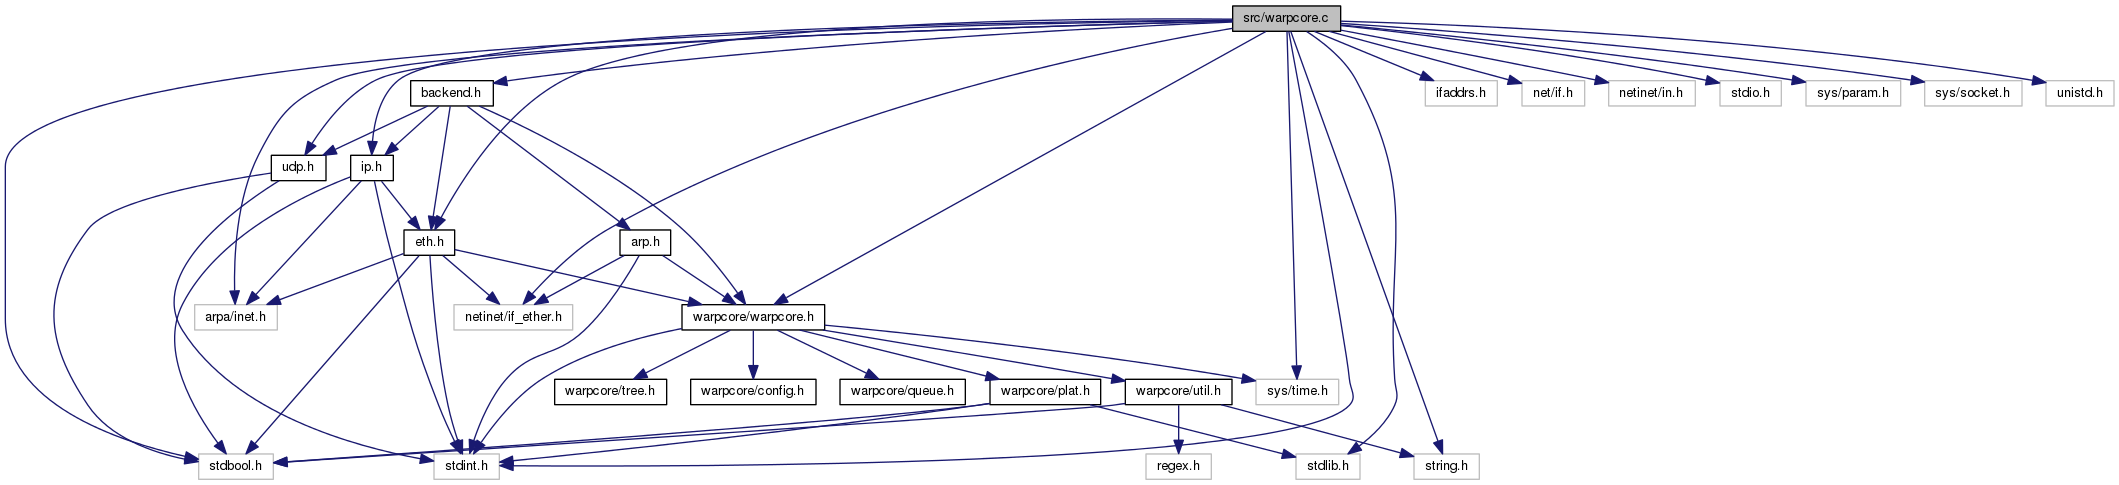 src/warpcore.c
backend.h
ifaddrs.h
net/if.h
netinet/in.h
stdio.h
sys/param.h
sys/socket.h
unistd.h
udp.h
ip.h
eth.h
arp.h
arpa/inet.h
netinet/if_ether.h
warpcore/warpcore.h
warpcore/tree.h
warpcore/config.h
warpcore/queue.h
warpcore/plat.h
warpcore/util.h
sys/time.h
stdbool.h
stdint.h
regex.h
stdlib.h
string.h